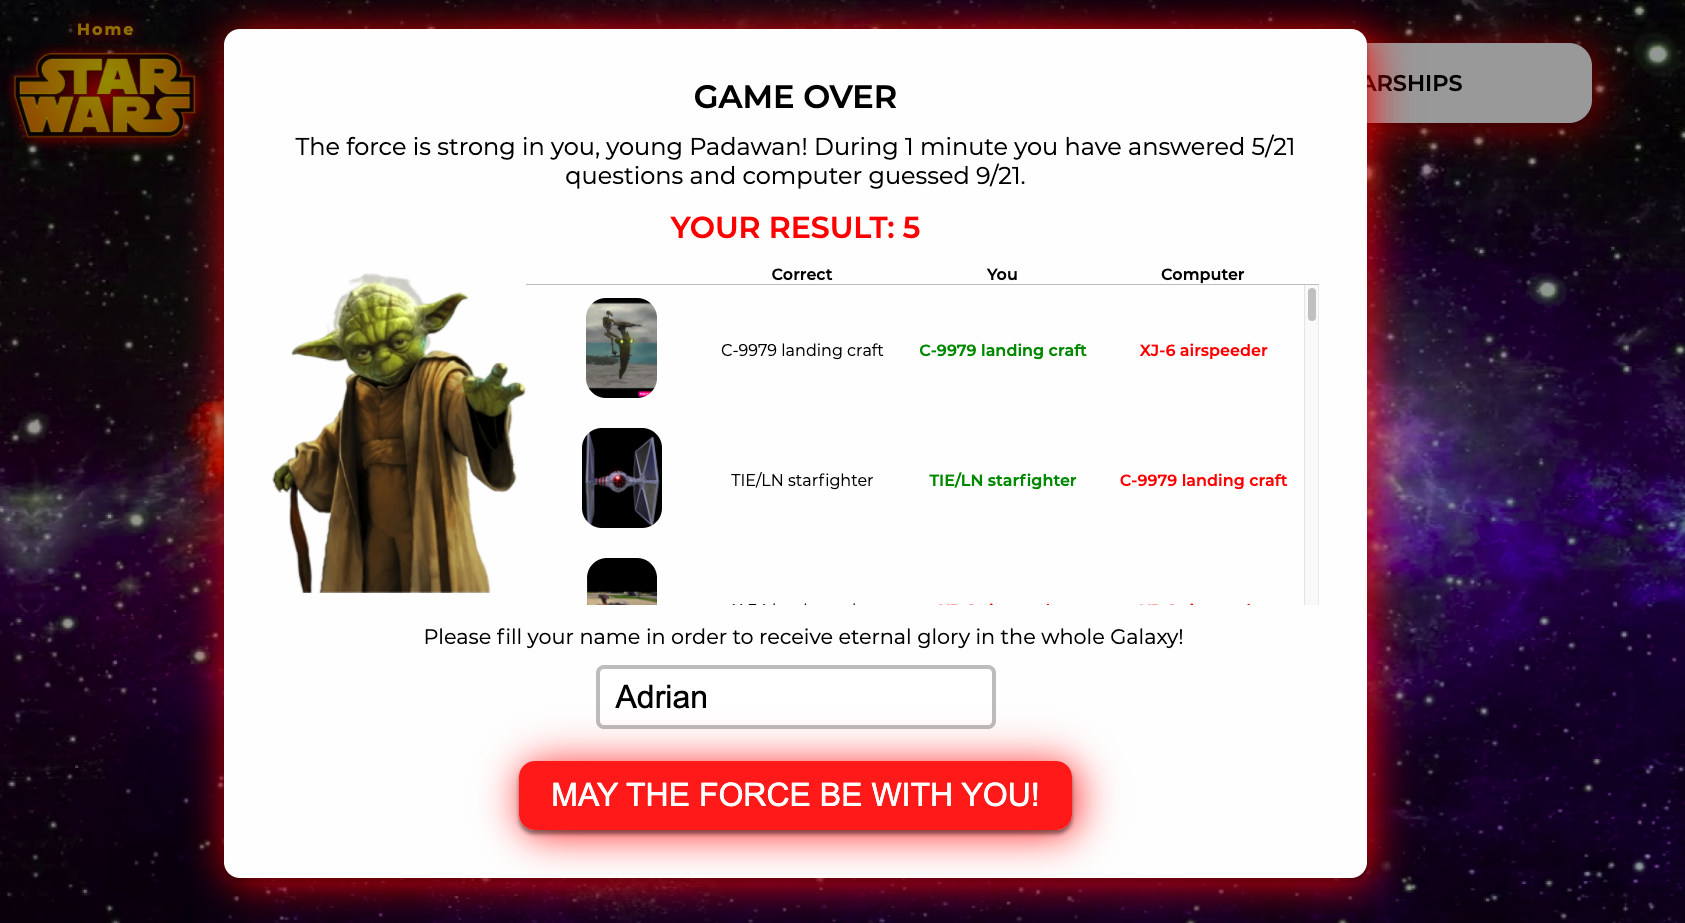 Home
STAR
WARS
ARSHIPS
GAME OVER
The force is strong in you, young Padawan! During 1 minute you have answered 5/21
questions and computer guessed 9/21.
YOUR RESULT: 5
Correct You Computer
C-9979 landing craft C-9979 landing craft XJ-6 airspeeder
TIE/LN starfighter TIE/LN starfighter C-9979 landing craft
Please fill your name in order to receive eternal glory in the whole Galaxy!
Adrian
MAY THE FORCE BE WITH YOU!